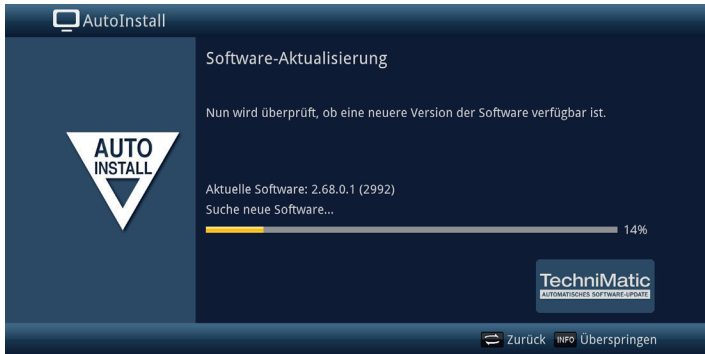 AutoInstall
Software-Aktualisierung
Nun wird überprüft, ob eine neuere Version der Software verfügbar ist.
AUTO
INSTALL
Aktuelle Software: 2.68.0.1 (2992)
Suche neue Software...
14%
TechniMatic
AUTOMATISCHES SOFTWARE-UPDATE
Zurück INFO Überspringen